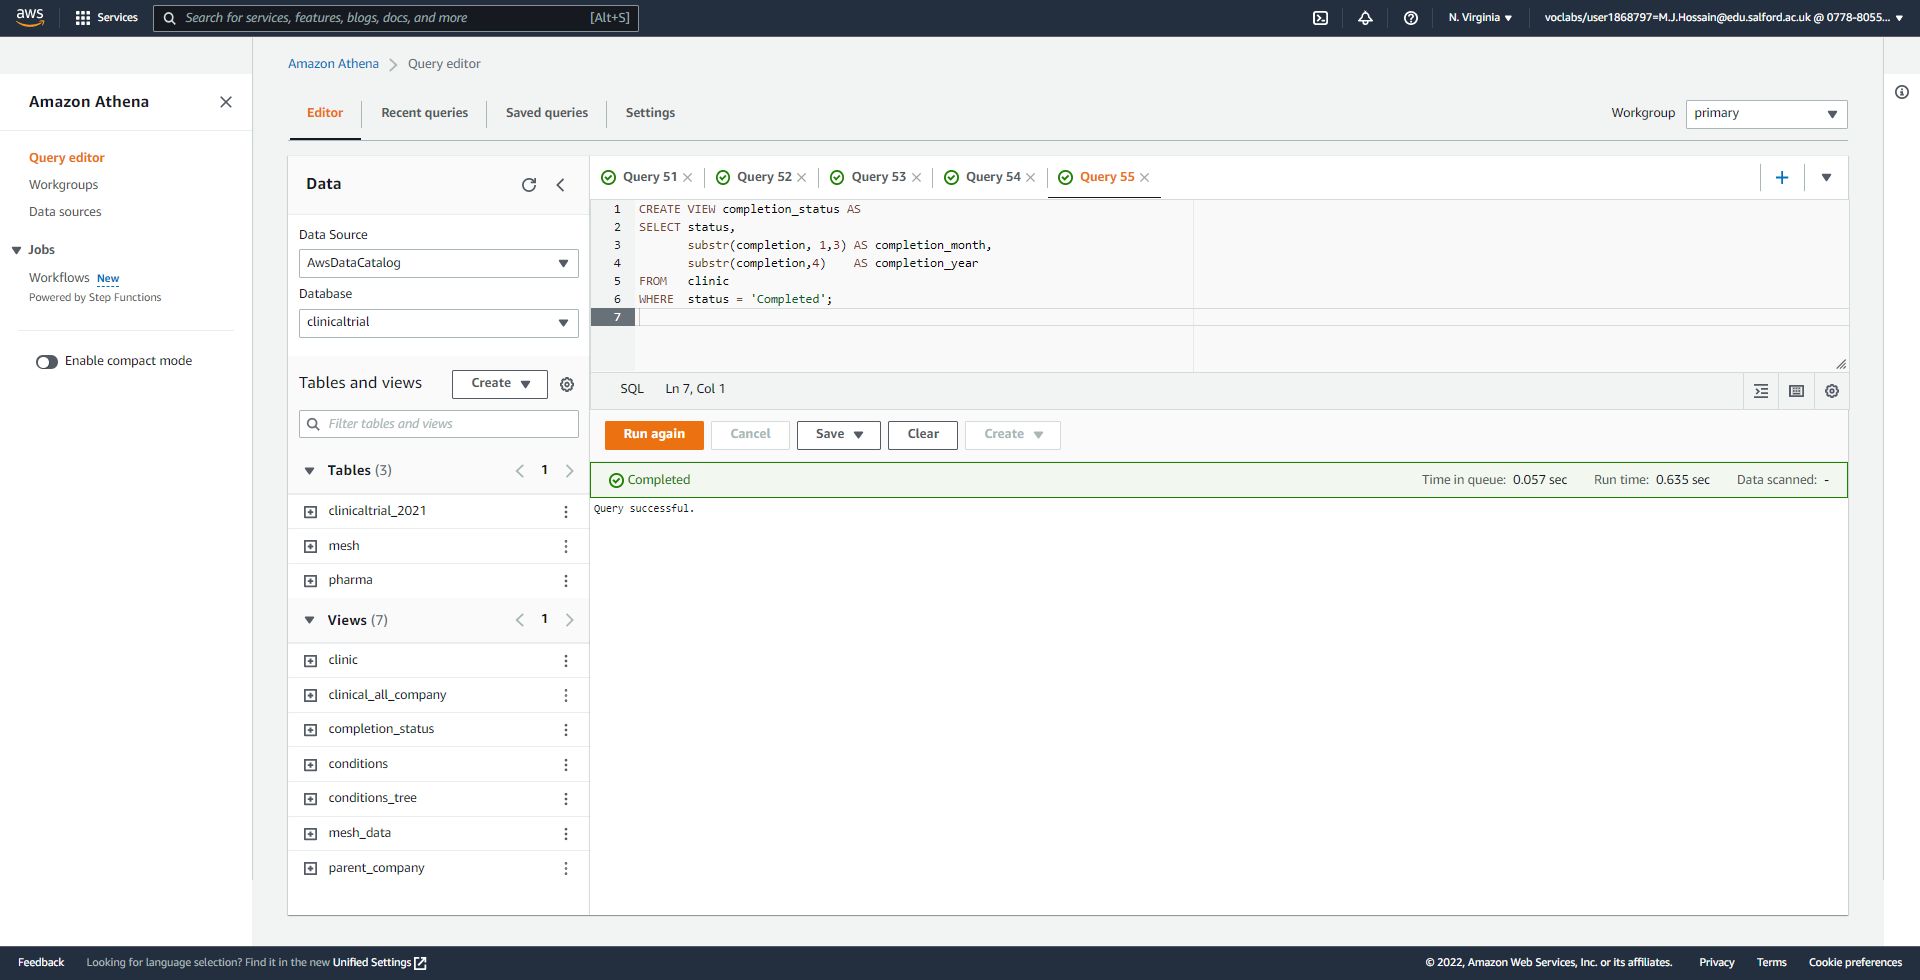 aws
Services
Search for services, features, blogs, docs, and more
[Alt+S]
N. Virginia
voclabs/user1868797=M.J.Hossain@edu.salford.ac.uk @ 0778-8055...
Amazon Athena
Query editor
Workgroups
Data sources
Jobs
Workflows New
Powered by Step Functions
Enable compact mode
Amazon Athena
Query editor
Editor
Recent queries
Saved queries
Settings
Workgroup
primary
Data
Data Source
AwsDataCatalog
Database
clinicaltrial
Tables and views
Create
Filter tables and views
Tables (3)
1
clinicaltrial_2021
mesh
pharma
Views (7)
1
clinic
clinical_all_company
completion_status
conditions
conditions_tree
mesh_data
parent_company
Query 51
Query 52
Query 53
Query 54
Query 55
1 CREATE VIEW completion_status AS
2 SELECT status,
3 substr(completion, 1,3) AS completion_month,
4 substr(completion,4) AS completion_year
5 FROM clinic
6 WHERE status = 'Completed';
7
SQL Ln 7, Col 1
Run again
Cancel
Save
Clear
Create
Completed
Time in queue: 0.057 sec
Run time: 0.635 sec
Data scanned: -
Query successful.
Feedback
Looking for language selection? Find it in the new Unified Settings
© 2022, Amazon Web Services, Inc. or its affiliates.
Privacy
Terms
Cookie preferences